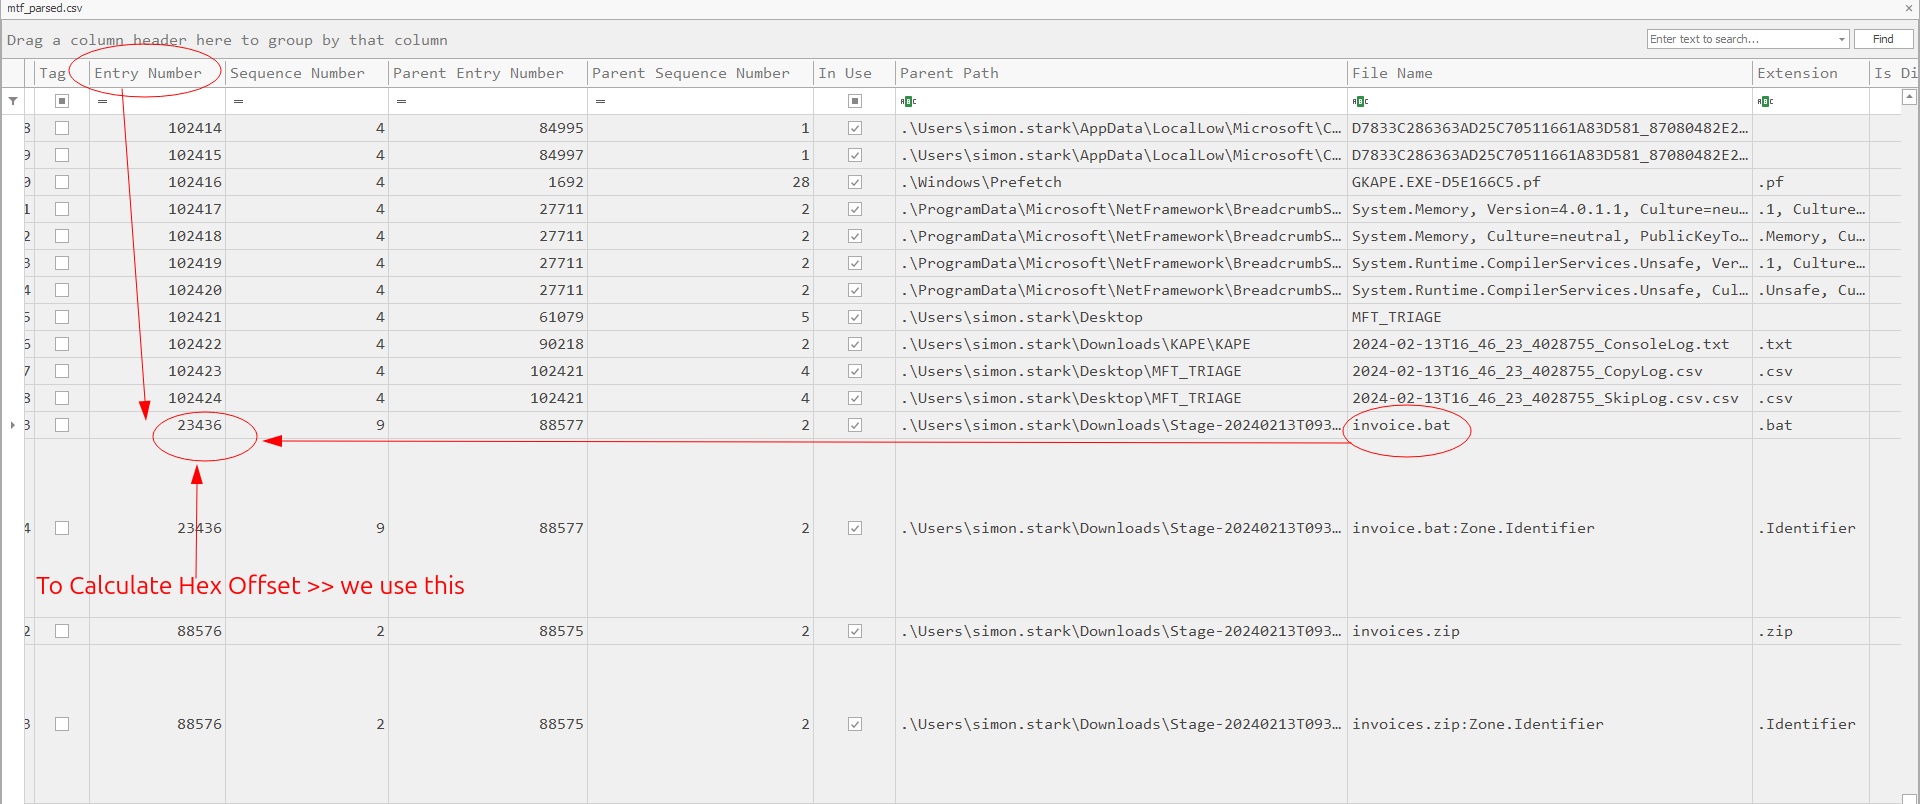 mtf_parsed.csv
Drag a column header here to group by that column
Enter text to search... Find
Tag Entry Number Sequence Number Parent Entry Number Parent Sequence Number In Use Parent Path File Name Extension Is Di
= = = = ABC ABC ABC
8 102414 4 84995 1 .\Users\simon.stark\AppData\LocalLow\Microsoft\C... D7833C286363AD25C70511661A83D581_87080482E2...
9 102415 4 84997 1 .\Users\simon.stark\AppData\LocalLow\Microsoft\C... D7833C286363AD25C70511661A83D581_87080482E2...
0 102416 4 1692 28 .\Windows\Prefetch GKAPE.EXE-D5E166C5.pf .pf
1 102417 4 27711 2 .\ProgramData\Microsoft\NetFramework\BreadcrumbS... System.Memory, Version=4.0.1.1, Culture=neu... .1, Culture...
2 102418 4 27711 2 .\ProgramData\Microsoft\NetFramework\BreadcrumbS... System.Memory, Culture=neutral, PublicKeyTo... .Memory, Cu...
3 102419 4 27711 2 .\ProgramData\Microsoft\NetFramework\BreadcrumbS... System.Runtime.CompilerServices.Unsafe, Ver... .1, Culture...
4 102420 4 27711 2 .\ProgramData\Microsoft\NetFramework\BreadcrumbS... System.Runtime.CompilerServices.Unsafe, Cul... .Unsafe, Cu...
5 102421 4 61079 5 .\Users\simon.stark\Desktop MFT_TRIAGE
6 102422 4 90218 2 .\Users\simon.stark\Downloads\KAPE\KAPE 2024-02-13T16_46_23_4028755_ConsoleLog.txt .txt
7 102423 4 102421 4 .\Users\simon.stark\Desktop\MFT_TRIAGE 2024-02-13T16_46_23_4028755_CopyLog.csv .csv
8 102424 4 102421 4 .\Users\simon.stark\Desktop\MFT_TRIAGE 2024-02-13T16_46_23_4028755_SkipLog.csv.csv .csv
3 23436 9 88577 2 .\Users\simon.stark\Downloads\Stage-20240213T093... invoice.bat .bat
4 23436 9 88577 2 .\Users\simon.stark\Downloads\Stage-20240213T093... invoice.bat:Zone.Identifier .Identifier
To Calculate Hex Offset >> we use this
2 88576 2 88575 2 .\Users\simon.stark\Downloads\Stage-20240213T093... invoices.zip .zip
3 88576 2 88575 2 .\Users\simon.stark\Downloads\Stage-20240213T093... invoices.zip:Zone.Identifier .Identifier